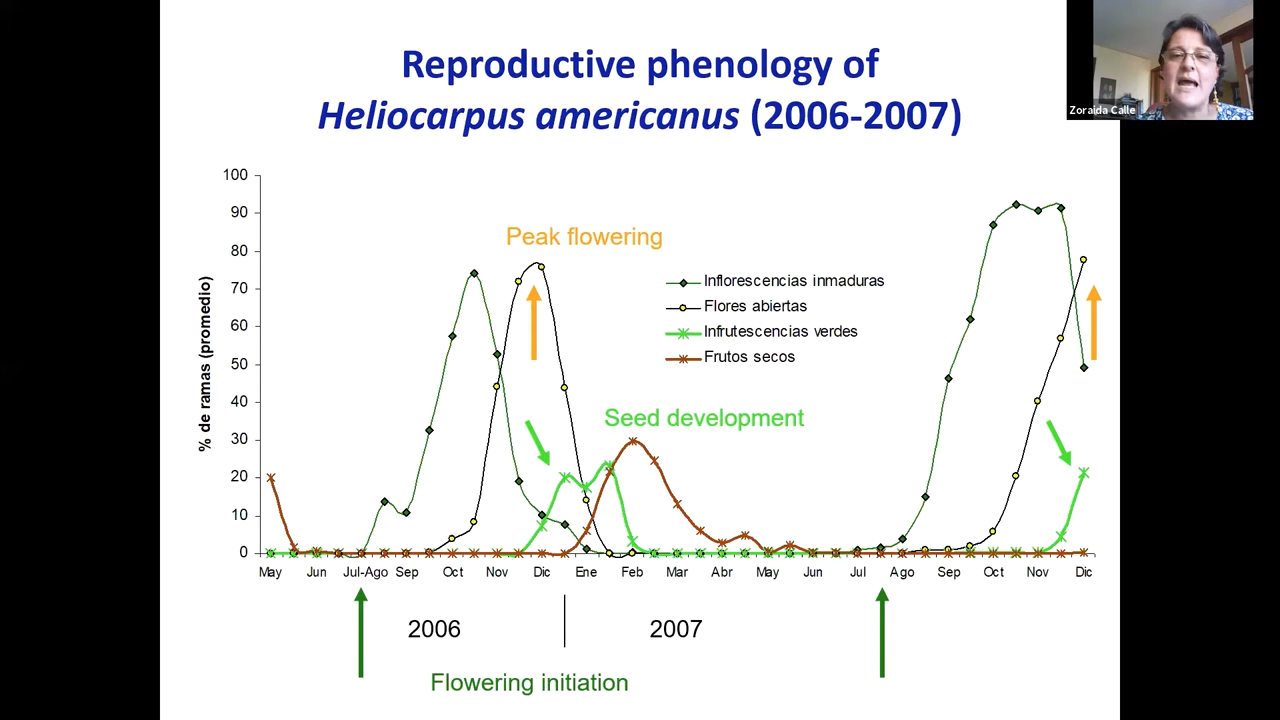 Reproductive phenology of
Heliocarpus americanus (2006-2007)
Zoraida Calle
% de ramas (promedio)
100
90
80
70
60
50
40
30
20
10
0
Peak flowering
Inflorescencias inmaduras
Flores abiertas
Infrutescencias verdes
Frutos secos
Seed development
May Jun Jul-Ago Sep Oct Nov Dic Ene Feb Mar Abr May Jun Jul Ago Sep Oct Nov Dic
2006 2007
Flowering initiation